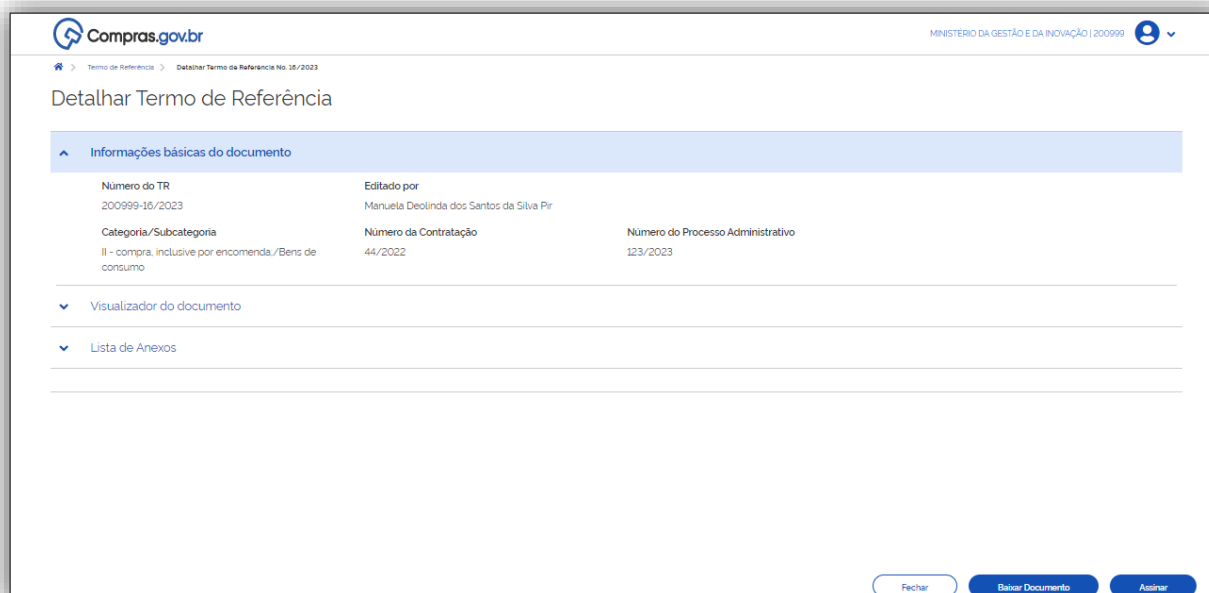 Compras.gov.br
MINISTÉRIO DA GESTÃO E DA INOVAÇÃO | 200999
Termo de Referência > Detalhar Termo de Referência No. 16/2023
Detalhar Termo de Referência
Informações básicas do documento
Número do TR
Editado por
200999-16/2023
Manuela Deolinda dos Santos da Silva Pir
Categoria/Subcategoria
Número da Contratação
Número do Processo Administrativo
II - compra, inclusive por encomenda./Bens de
consumo
44/2022
123/2023
Visualizador do documento
Lista de Anexos
Fechar
Baixar Documento
Assinar